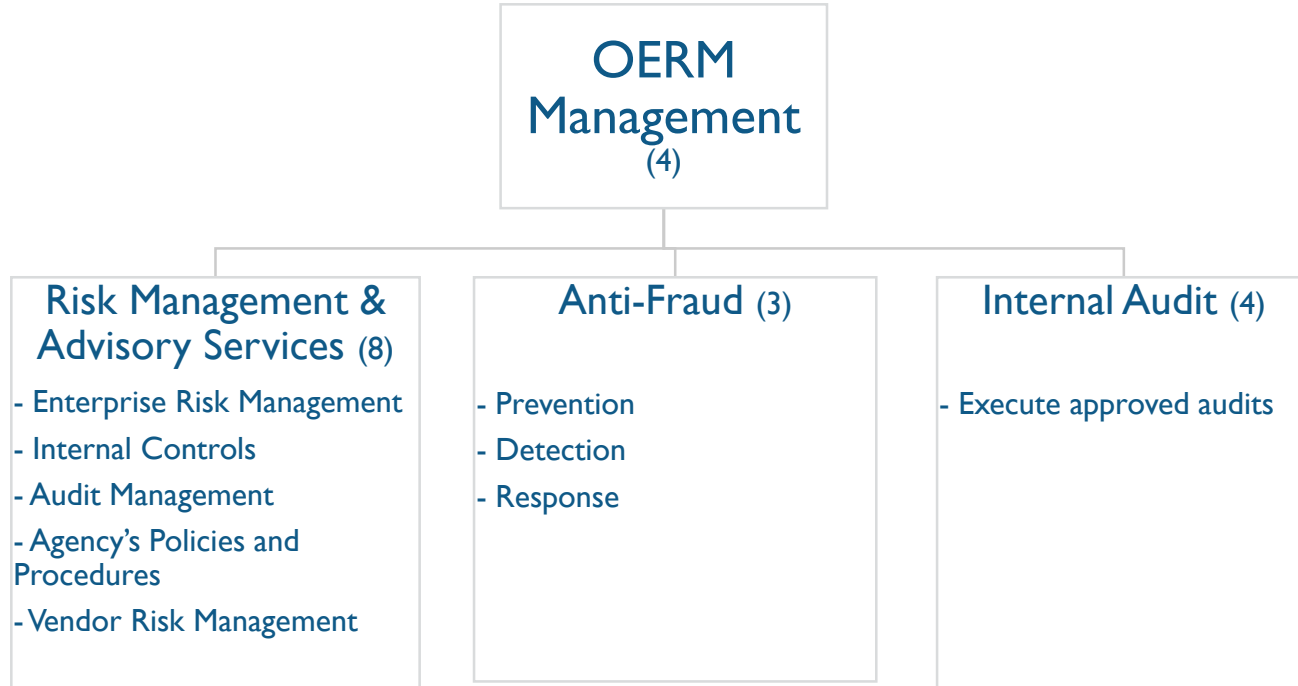 OERM
Management
(4)
Risk Management &
Advisory Services (8)
- Enterprise Risk Management
- Internal Controls
- Audit Management
- Agency’s Policies and
Procedures
- Vendor Risk Management
Anti-Fraud (3)
- Prevention
- Detection
- Response
Internal Audit (4)
- Execute approved audits